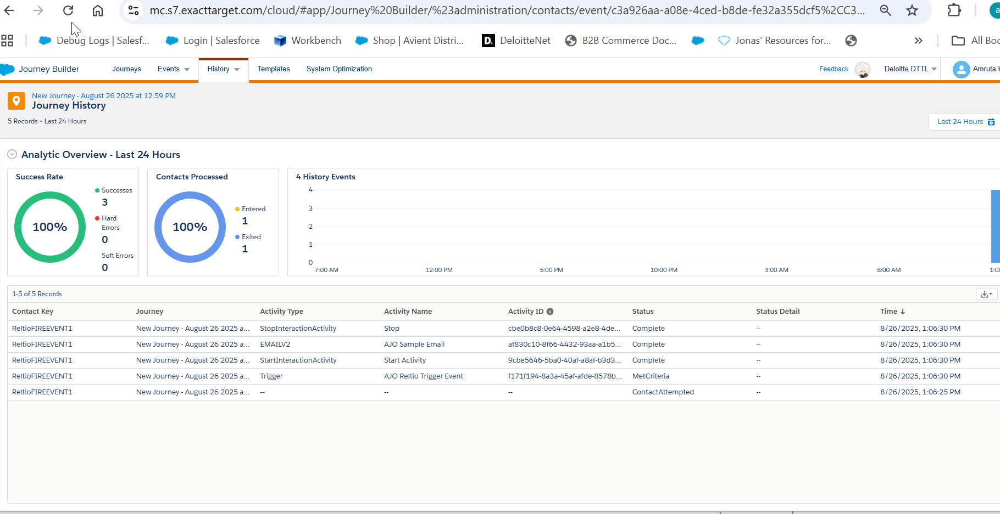 mc.s7.exacttarget.com/cloud/#app/Journey%20Builder/%23administration/contacts/event/c3a926aa-a08e-4ced-b8de-fe32a355dcf5%2CC3...
a
Debug Logs | Salesf... Login | Salesforce Workbench Shop | Avient Distri... D. DeloitteNet B2B Commerce Doc... Jonas' Resources for... » All Boo
Journey Builder Journeys Events History Templates System Optimization Feedback Deloitte DTTL Amruta K
New Journey - August 26 2025 at 12.59 PM
Journey History
5 Records • Last 24 Hours
Last 24 Hours
Analytic Overview - Last 24 Hours
Success Rate
100%
Successes
3
Hard
Errors
0
Soft Errors
0
Contacts Processed
100%
Entered
1
Exited
1
4 History Events
4
3
2
1
0
7:00 AM 12:00 PM 5:00 PM 10:00 PM 3:00 AM 8:00 AM 1:00
1-5 of 5 Records
Contact Key Journey Activity Type Activity Name Activity ID Status Status Detail Time ↓
ReltioFIREEVENT1 New Journey - August 26 2025 a... StopInteractionActivity Stop cbe0b8c8-0e64-4598-a2e8-4de... Complete -- 8/26/2025, 1:06:30 PM
ReltioFIREEVENT1 New Journey - August 26 2025 a... EMAILV2 AJO Sample Email af830c10-8f66-4432-93aa-a1b5... Complete -- 8/26/2025, 1:06:30 PM
ReltioFIREEVENT1 New Journey - August 26 2025 a... StartInteractionActivity Start Activity 9cbe5646-5ba0-40af-a8af-b3d3... Complete -- 8/26/2025, 1:06:30 PM
ReltioFIREEVENT1 New Journey - August 26 2025 a... Trigger AJO Reltio Trigger Event f171f194-8a3a-45af-afde-8578b... MetCriteria -- 8/26/2025, 1:06:30 PM
ReltioFIREEVENT1 New Journey - August 26 2025 a... -- -- -- ContactAttempted -- 8/26/2025, 1:06:25 PM